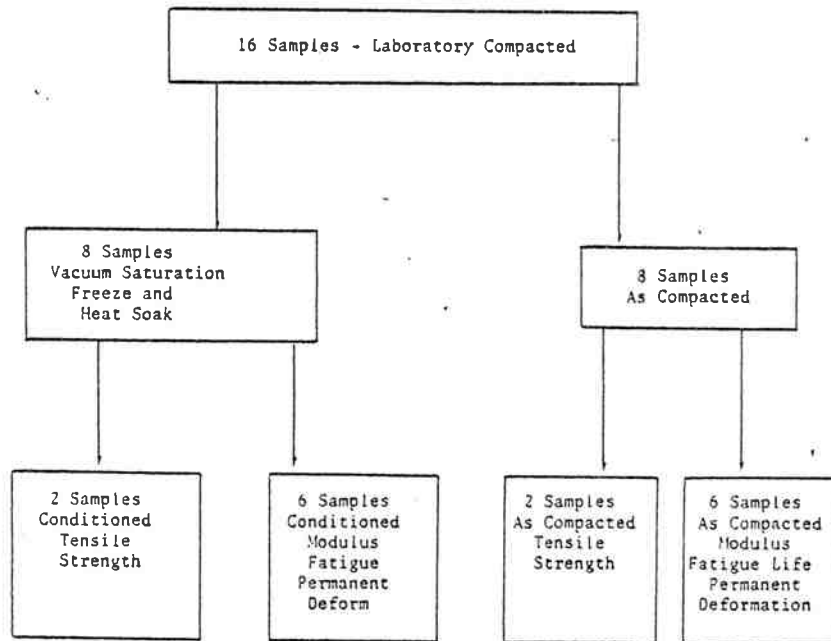 16 Samples - Laboratory Compacted
8 Samples
Vacuum Saturation
Freeze and
Heat Soak
8 Samples
As Compacted
2 Samples
Conditioned
Tensile
Strength
6 Samples
Conditioned
Modulus
Fatigue
Permanent
Deform
2 Samples
As Compacted
Tensile
Strength
6 Samples
As Compacted
Modulus
Fatigue Life
Permanent
Deformation